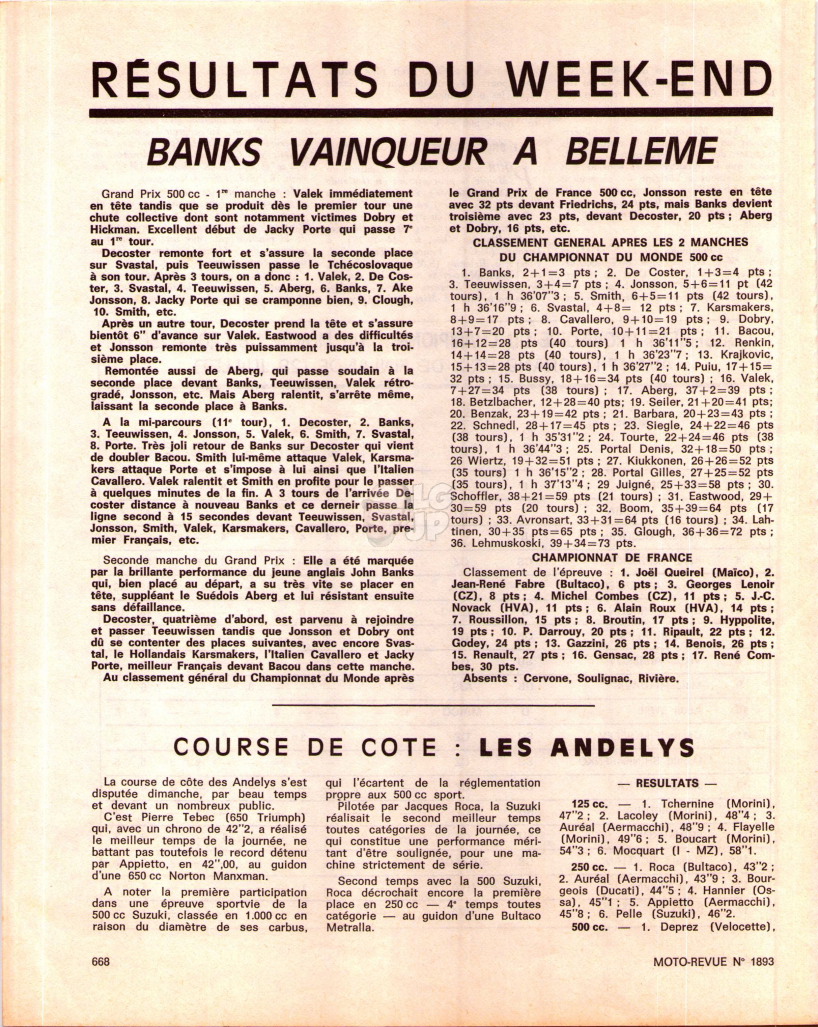 RÉSULTATS DU WEEK-END
BANKS VAINQUEUR A BELLEME
Grand Prix 500 cc - 1re manche : Valek immédiatement
en tête tandis que se produit dès le premier tour une
chute collective dont sont notamment victimes Dobry et
Hickman. Excellent début de Jacky Porte qui passe 7e
au 1re tour.
Decoster remonte fort et s'assure la seconde place
sur Svastal, puis Teeuwissen passe le Tchécoslovaque
à son tour. Après 3 tours, on a donc : 1. Valek, 2. De Cos-
ter, 3. Svastal, 4. Teeuwissen, 5. Aberg, 6. Banks, 7. Ake
Jonsson, 8. Jacky Porte qui se cramponne bien, 9. Clough,
10. Smith, etc.
Après un autre tour, Decoster prend la tête et s'assure
bientôt 6" d'avance sur Valek. Eastwood a des difficultés
et Jonsson remonte très puissamment jusqu'à la troi-
sième place.
Remontée aussi de Aberg, qui passe soudain à la
seconde place devant Banks, Teeuwissen, Valek rétro-
gradé, Jonsson, etc. Mais Aberg ralentit, s'arrête même,
laissant la seconde place à Banks.
A la mi-parcours (11e tour), 1. Decoster, 2. Banks,
3. Teeuwissen, 4. Jonsson, 5. Valek, 6. Smith, 7. Svastal,
8. Porte. Très joli retour de Banks sur Decoster qui vient
de doubler Bacou. Smith lui-même attaque Valek, Karsma-
kers attaque Porte et s'impose à lui ainsi que l'Italien
Cavallero. Valek ralentit et Smith en profite pour le passer
à quelques minutes de la fin. A 3 tours de l'arrivée De-
coster distance à nouveau Banks et ce derneir passe la
ligne second à 15 secondes devant Teeuwissen, Svastal,
Jonsson, Smith, Valek, Karsmakers, Cavallero, Porte, pre-
mier Français, etc.
Seconde manche du Grand Prix : Elle a été marquée
par la brillante performance du jeune anglais John Banks
qui, bien placé au départ, a su très vite se placer en
tête, suppléant le Suédois Aberg et lui résistant ensuite
sans défaillance.
Decoster, quatrième d'abord, est parvenu à rejoindre
et passer Teeuwissen tandis que Jonsson et Dobry ont
dû se contenter des places suivantes, avec encore Svas-
tal, le Hollandais Karsmakers, l'Italien Cavallero et Jacky
Porte, meilleur Français devant Bacou dans cette manche.
Au classement général du Championnat du Monde après
le Grand Prix de France 500 cc, Jonsson reste en tête
avec 32 pts devant Friedrichs, 24 pts, mais Banks devient
troisième avec 23 pts, devant Decoster, 20 pts ; Aberg
et Dobry, 16 pts, etc.
CLASSEMENT GENERAL APRES LES 2 MANCHES
DU CHAMPIONNAT DU MONDE 500 cc
1. Banks, 2+1=3 pts ; 2. De Coster, 1+3=4 pts ;
3. Teeuwissen, 3+4=7 pts ; 4. Jonsson, 5+6=11 pt (42
tours), 1 h 36'07"3 ; 5. Smith, 6+5=11 pts (42 tours),
1 h 36'16"9 ; 6. Svastal, 4+8= 12 pts ; 7. Karsmakers,
8+9=17 pts ; 8. Cavallero, 9+10=19 pts ; 9. Dobry,
13+7=20 pts ; 10. Porte, 10+11=21 pts ; 11. Bacou,
16+12=28 pts (40 tours) 1 h 36'11"5 ; 12. Renkin,
14+14=28 pts (40 tours), 1 h 36'23"7 ; 13. Krajkovic,
15+13=28 pts (40 tours), 1 h 36'27"2 ; 14. Puiu, 17+15=
32 pts ; 15. Bussy, 18+16=34 pts (40 tours) ; 16. Valek,
7+27=34 pts (38 tours) ; 17. Aberg, 37+2=39 pts ;
18. Betzlbacher, 12+28=40 pts; 19. Seiler, 21+20=41 pts;
20. Benzak, 23+19=42 pts ; 21. Barbara, 20+23=43 pts ;
22. Schnedl, 28+17=45 pts ; 23. Siegle, 24+22=46 pts
(38 tours), 1 h 35'31"2 ; 24. Tourte, 22+24=46 pts (38
tours), 1 h 36'44"3 ; 25. Portal Denis, 32+18=50 pts ;
26 Wiertz, 19+32=51 pts ; 27. Kiukkonen, 26+26=52 pts
(35 tours) 1 h 36'15"2 ; 28. Portal Gilles, 27+25=52 pts
(35 tours), 1 h 37'13"4 ; 29 Juigné, 25+33=58 pts ; 30.
Schoffler, 38+21=59 pts (21 tours) ; 31. Eastwood, 29+
30=59 pts (20 tours) ; 32. Boom, 35+39=64 pts (17
tours) ; 33. Avronsart, 33+31=64 pts (16 tours) ; 34. Lah-
tinen, 30+35 pts=65 pts ; 35. Glough, 36+36=72 pts ;
36. Lehmuskoski, 39+34=73 pts.
CHAMPIONNAT DE FRANCE
Classement de l'épreuve : 1. Joël Queirel (Maïco), 2.
Jean-René Fabre (Bultaco), 6 pts ; 3. Georges Lenoir
(CZ), 8 pts ; 4. Michel Combes (CZ), 11 pts ; 5. J.-C.
Novack (HVA), 11 pts ; 6. Alain Roux (HVA), 14 pts ;
7. Roussillon, 15 pts ; 8. Broutin, 17 pts ; 9. Hyppolite,
19 pts ; 10. P. Darrouy, 20 pts ; 11. Ripault, 22 pts ; 12.
Godey, 24 pts ; 13. Gazzini, 26 pts ; 14. Benois, 26 pts ;
15. Renault, 27 pts ; 16. Gensac, 28 pts ; 17. René Com-
bes, 30 pts.
Absents : Cervone, Soulignac, Rivière.
COURSE DE COTE : LES ANDELYS
La course de côte des Andelys s'est
disputée dimanche, par beau temps
et devant un nombreux public.
C'est Pierre Tebec (650 Triumph)
qui, avec un chrono de 42"2, a réalisé
le meilleur temps de la journée, ne
battant pas toutefois le record détenu
par Appietto, en 42",00, au guidon
d'une 650 cc Norton Manxman.
A noter la première participation
dans une épreuve sportvie de la
500 cc Suzuki, classée en 1.000 cc en
raison du diamètre de ses carbus,
qui l'écartent de la réglementation
propre aux 500 cc sport.
Pilotée par Jacques Roca, la Suzuki
réalisait le second meilleur temps
toutes catégories de la journée, ce
qui constitue une performance méri-
tant d'être soulignée, pour une ma-
chine strictement de série.
Second temps avec la 500 Suzuki,
Roca décrochait encore la première
place en 250 cc — 4e temps toutes
catégorie — au guidon d'une Bultaco
Metralla.
— RESULTATS —
125 cc. — 1. Tchernine (Morini),
47"2 ; 2. Lacoley (Morini), 48"4 ; 3.
Auréal (Aermacchi), 48"9 ; 4. Flayelle
(Morini), 49"6 ; 5. Boucart (Morini),
54"3 ; 6. Mocquart (I - MZ), 58"1.
250 cc. — 1. Roca (Bultaco), 43"2 ;
2. Auréal (Aermacchi), 43"9 ; 3. Bour-
geois (Ducati), 44"5 ; 4. Hannier (Os-
sa), 45"1 ; 5. Appietto (Aermacchi),
45"8 ; 6. Pelle (Suzuki), 46"2.
500 cc. — 1. Deprez (Velocette),
668
MOTO-REVUE N° 1893